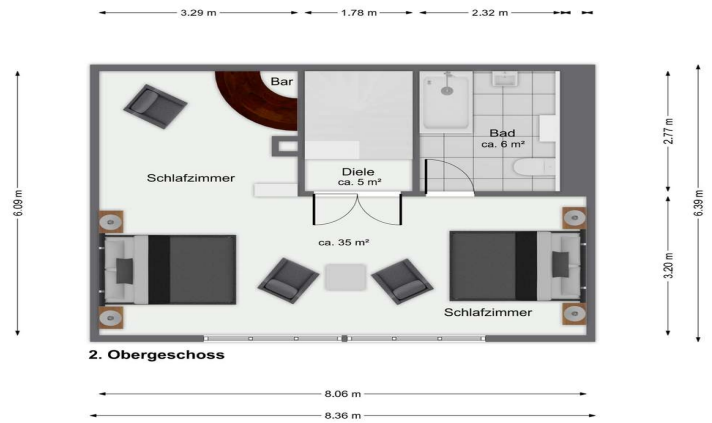 3.29 m
1.78 m
2.32 m
Bar
Bad
ca. 6 m²
Diele
ca. 5 m²
Schlafzimmer
ca. 35 m²
Schlafzimmer
6.09 m
2.77 m
3.20 m
6.39 m
2. Obergeschoss
8.06 m
8.36 m